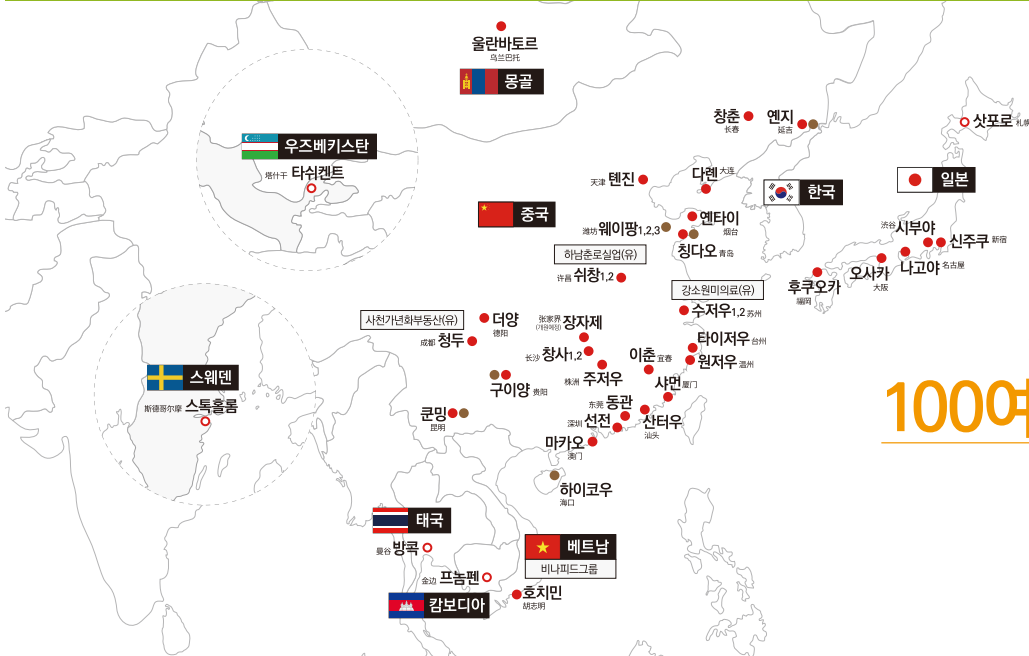 울란바토르
乌兰巴托
몽골
우즈베키스탄
塔什干 타쉬켄트
창춘
长春
옌지
延吉
삿포로 札幌
天津 톈진
다롄 大连
한국
일본
중국
옌타이
烟台
潍坊 웨이팡1,2,3
칭다오 青岛
涩谷 시부야
신주쿠 新宿
나고야 名古屋
오사카
大阪
후쿠오카
福岡
하남춘로실업(유)
许昌 쉬창1,2
강소원미의료(유)
수저우1,2 苏州
사천가년화부동산(유)
더양
德阳
成都 청두
张家界
(개원예정)
장자제
타이저우 台州
长沙 창사1,2
이춘 宜春
원저우 温州
株洲 주저우
스웨덴
斯德哥尔摩 스톡홀름
구이양 贵阳
샤먼 厦门
쿤밍
昆明
东莞 동관
深圳 선전
산터우
汕头
1000여
마카오
澳门
하이코우
海口
태국
曼谷 방콕
베트남
비나피드그룹
金边 프놈펜
캄보디아
호치민
胡志明